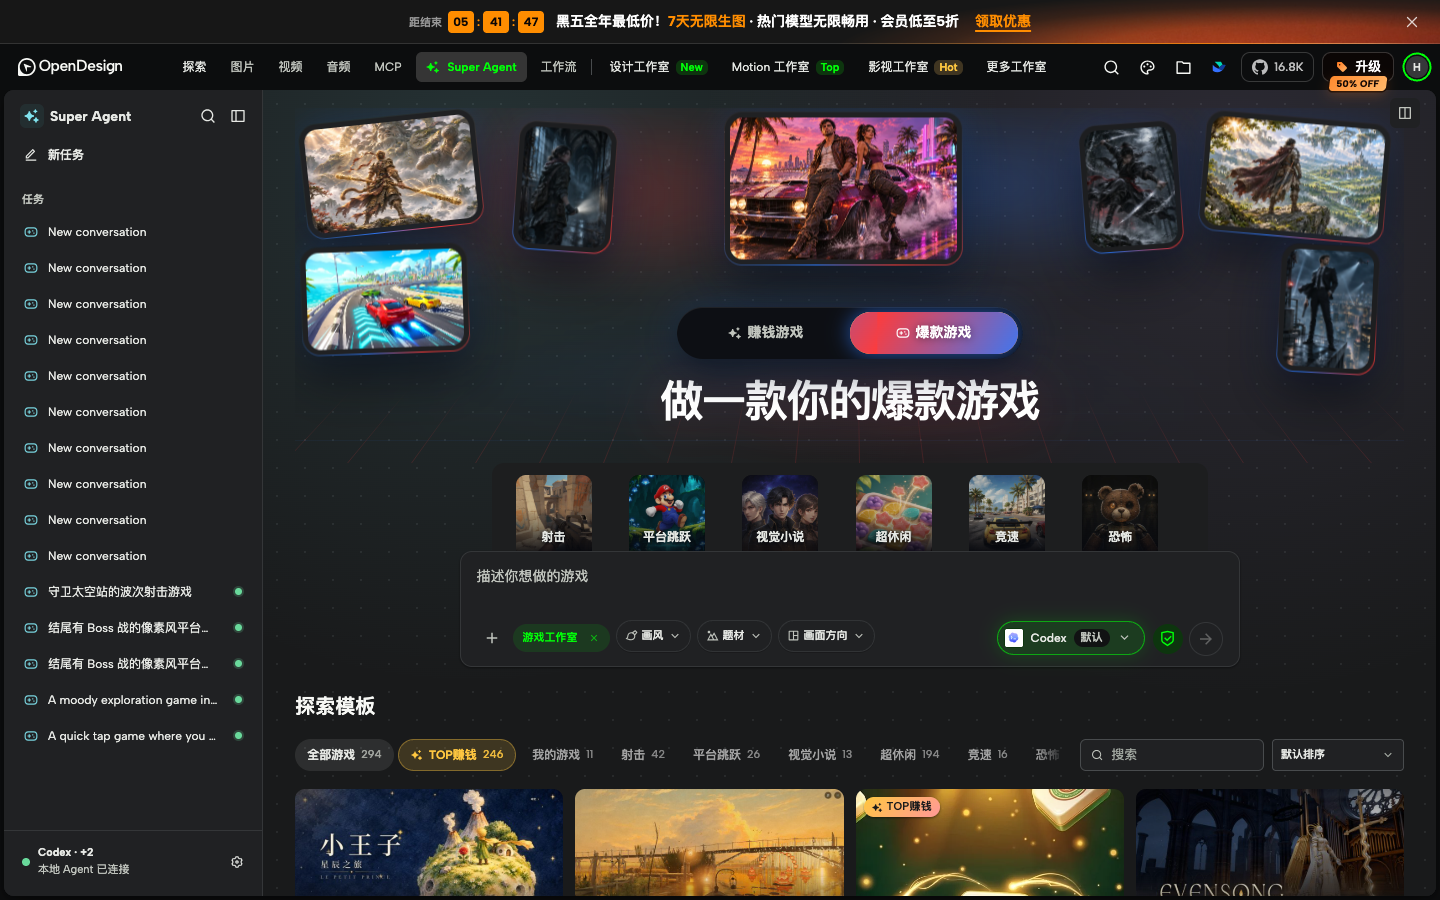 距结束 05 : 41 : 47 黑五全年最低价！7天无限生图 · 热门模型无限畅用 · 会员低至5折 领取优惠
OpenDesign 探索 图片 视频 音频 MCP Super Agent 工作流 设计工作室 New Motion 工作室 Top 影视工作室 Hot 更多工作室 16.8K 升级 H
50% OFF
Super Agent
新任务
任务
New conversation
New conversation
New conversation
New conversation
New conversation
New conversation
New conversation
New conversation
New conversation
New conversation
守卫太空站的波次射击游戏
结尾有 Boss 战的像素风平台...
结尾有 Boss 战的像素风平台...
A moody exploration game in...
A quick tap game where you ...
Codex · +2
本地 Agent 已连接
赚钱游戏 爆款游戏
做一款你的爆款游戏
射击 平台跳跃 视觉小说 超休闲 竞速 恐怖
描述你想做的游戏
游戏工作室 × 画风 题材 画面方向 Codex 默认
探索模板
全部游戏 294 TOP赚钱 246 我的游戏 11 射击 42 平台跳跃 26 视觉小说 13 超休闲 194 竞速 16 恐怖 搜索 默认排序
小王子
星辰之旅
LE PETIT PRINCE
TOP赚钱
EVENSONG